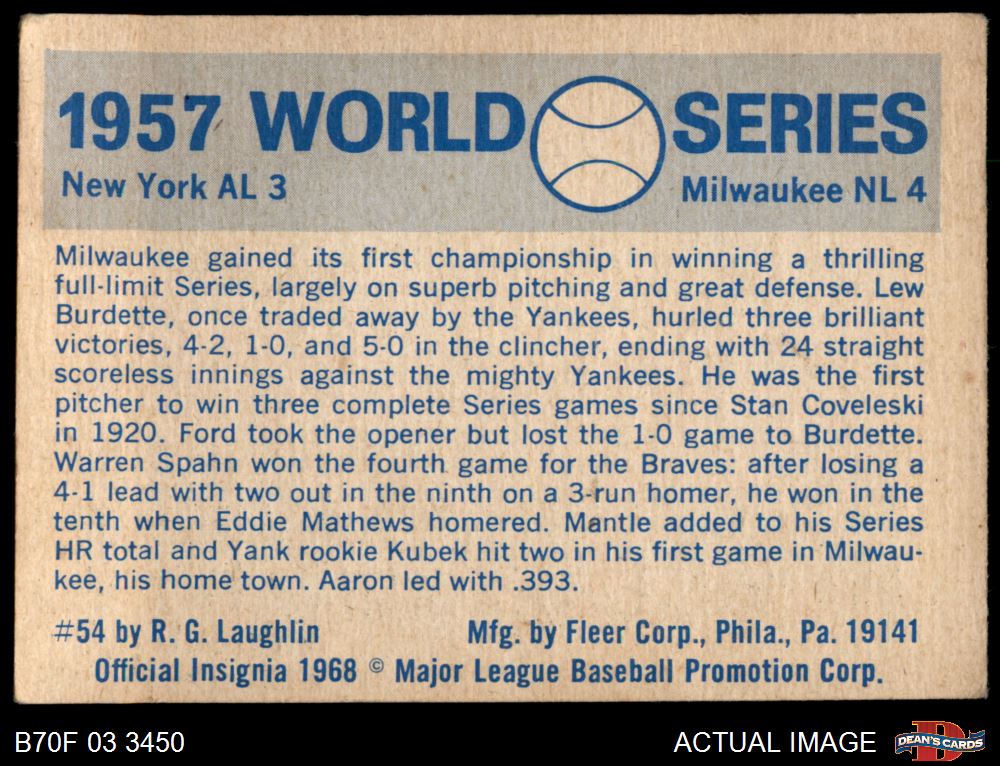 1957 WORLD SERIES
New York AL 3 Milwaukee NL 4
Milwaukee gained its first championship in winning a thrilling
full-limit Series, largely on superb pitching and great defense. Lew
Burdette, once traded away by the Yankees, hurled three brilliant
victories, 4-2, 1-0, and 5-0 in the clincher, ending with 24 straight
scoreless innings against the mighty Yankees. He was the first
pitcher to win three complete Series games since Stan Coveleski
in 1920. Ford took the opener but lost the 1-0 game to Burdette.
Warren Spahn won the fourth game for the Braves: after losing a
4-1 lead with two out in the ninth on a 3-run homer, he won in the
tenth when Eddie Mathews homered. Mantle added to his Series
HR total and Yank rookie Kubek hit two in his first game in Milwau-
kee, his home town. Aaron led with .393.
#54 by R. G. Laughlin Mfg. by Fleer Corp., Phila., Pa. 19141
Official Insignia 1968 © Major League Baseball Promotion Corp.
B70F 03 3450 ACTUAL IMAGE DEAN'S CARDS